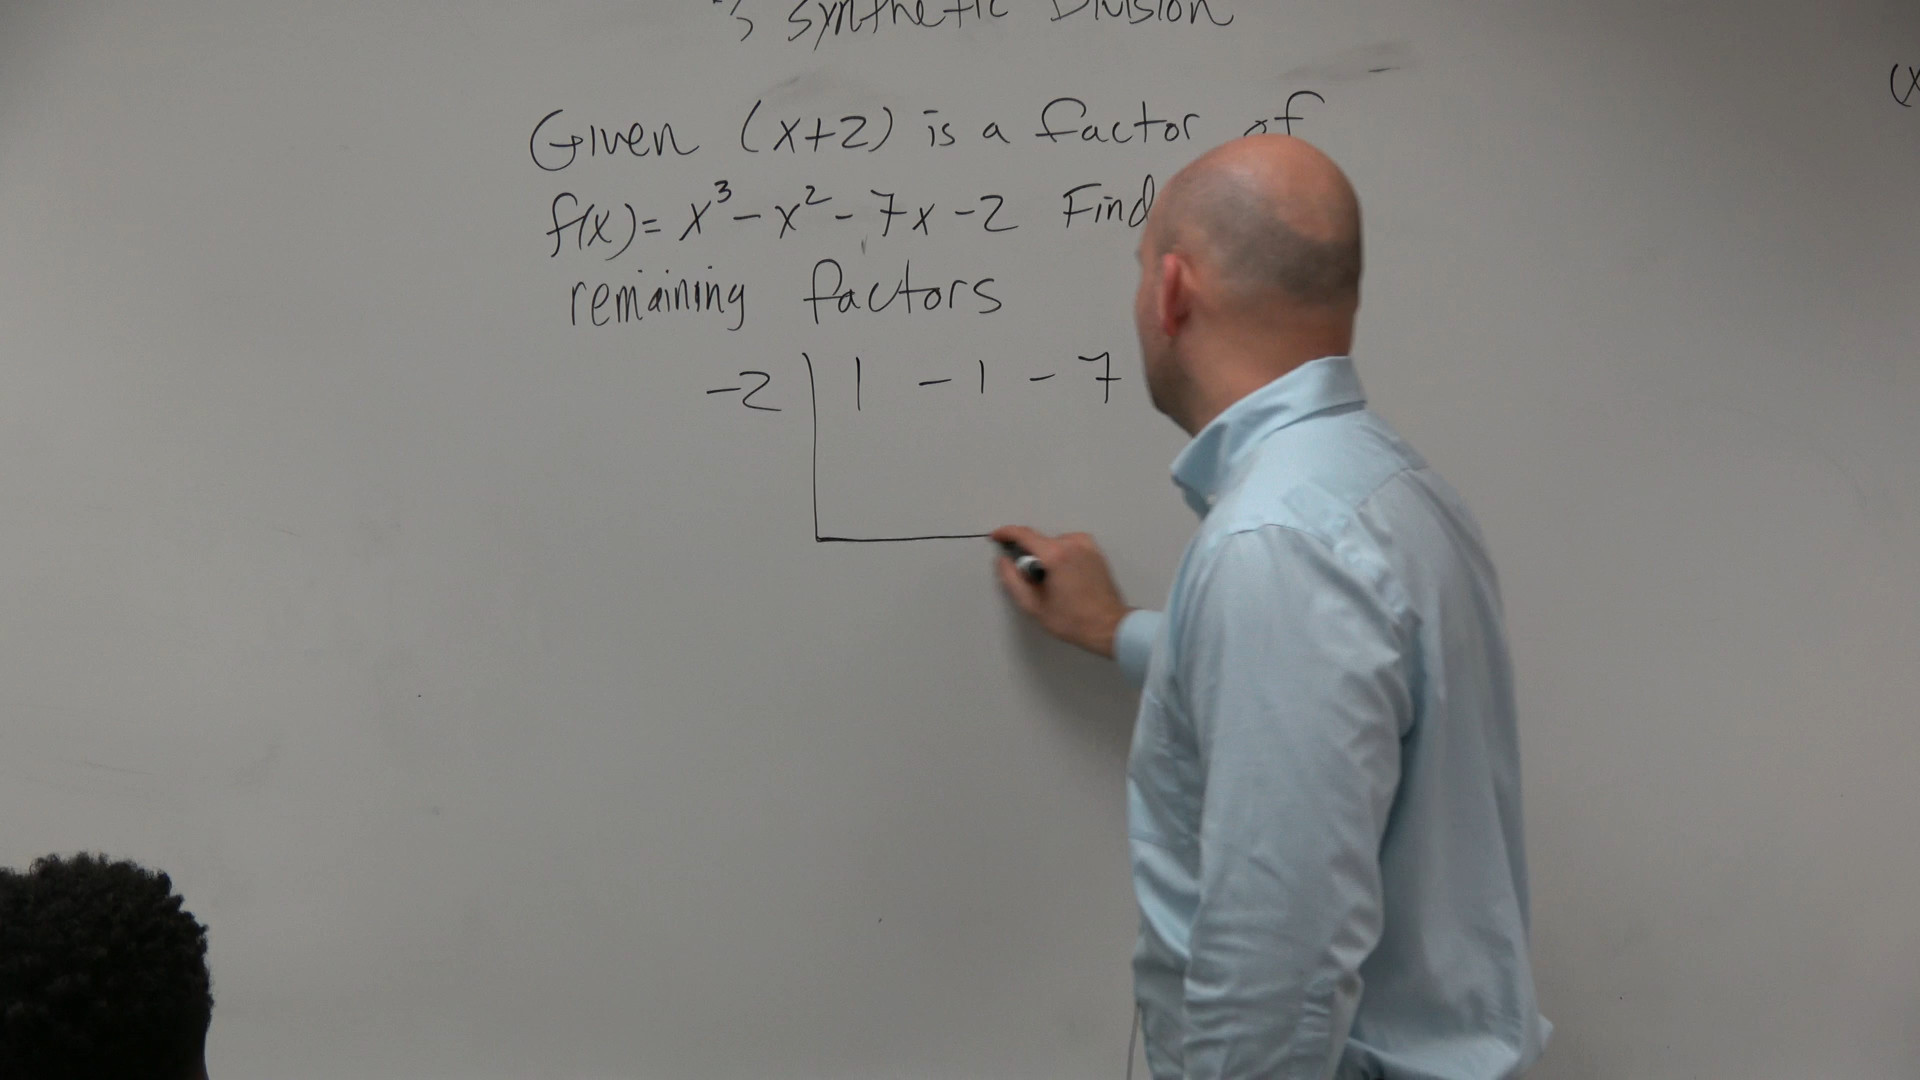 Synthetic Division
Given (x+2) is a factor of
f(x)= x³-x²-7x-2 Find
remaining factors
-2 | 1 -1 -7
(x